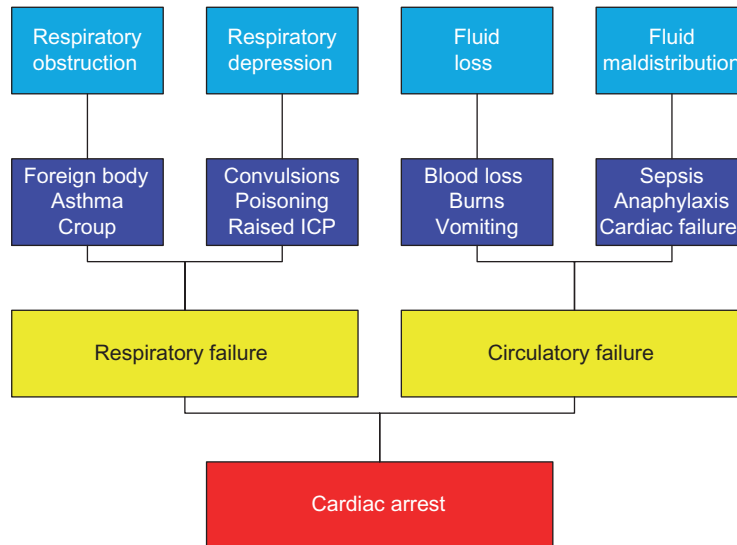 Respiratory
obstruction
Respiratory
depression
Fluid
loss
Fluid
maldistribution
Foreign body
Asthma
Croup
Convulsions
Poisoning
Raised ICP
Blood loss
Burns
Vomiting
Sepsis
Anaphylaxis
Cardiac failure
Respiratory failure
Circulatory failure
Cardiac arrest